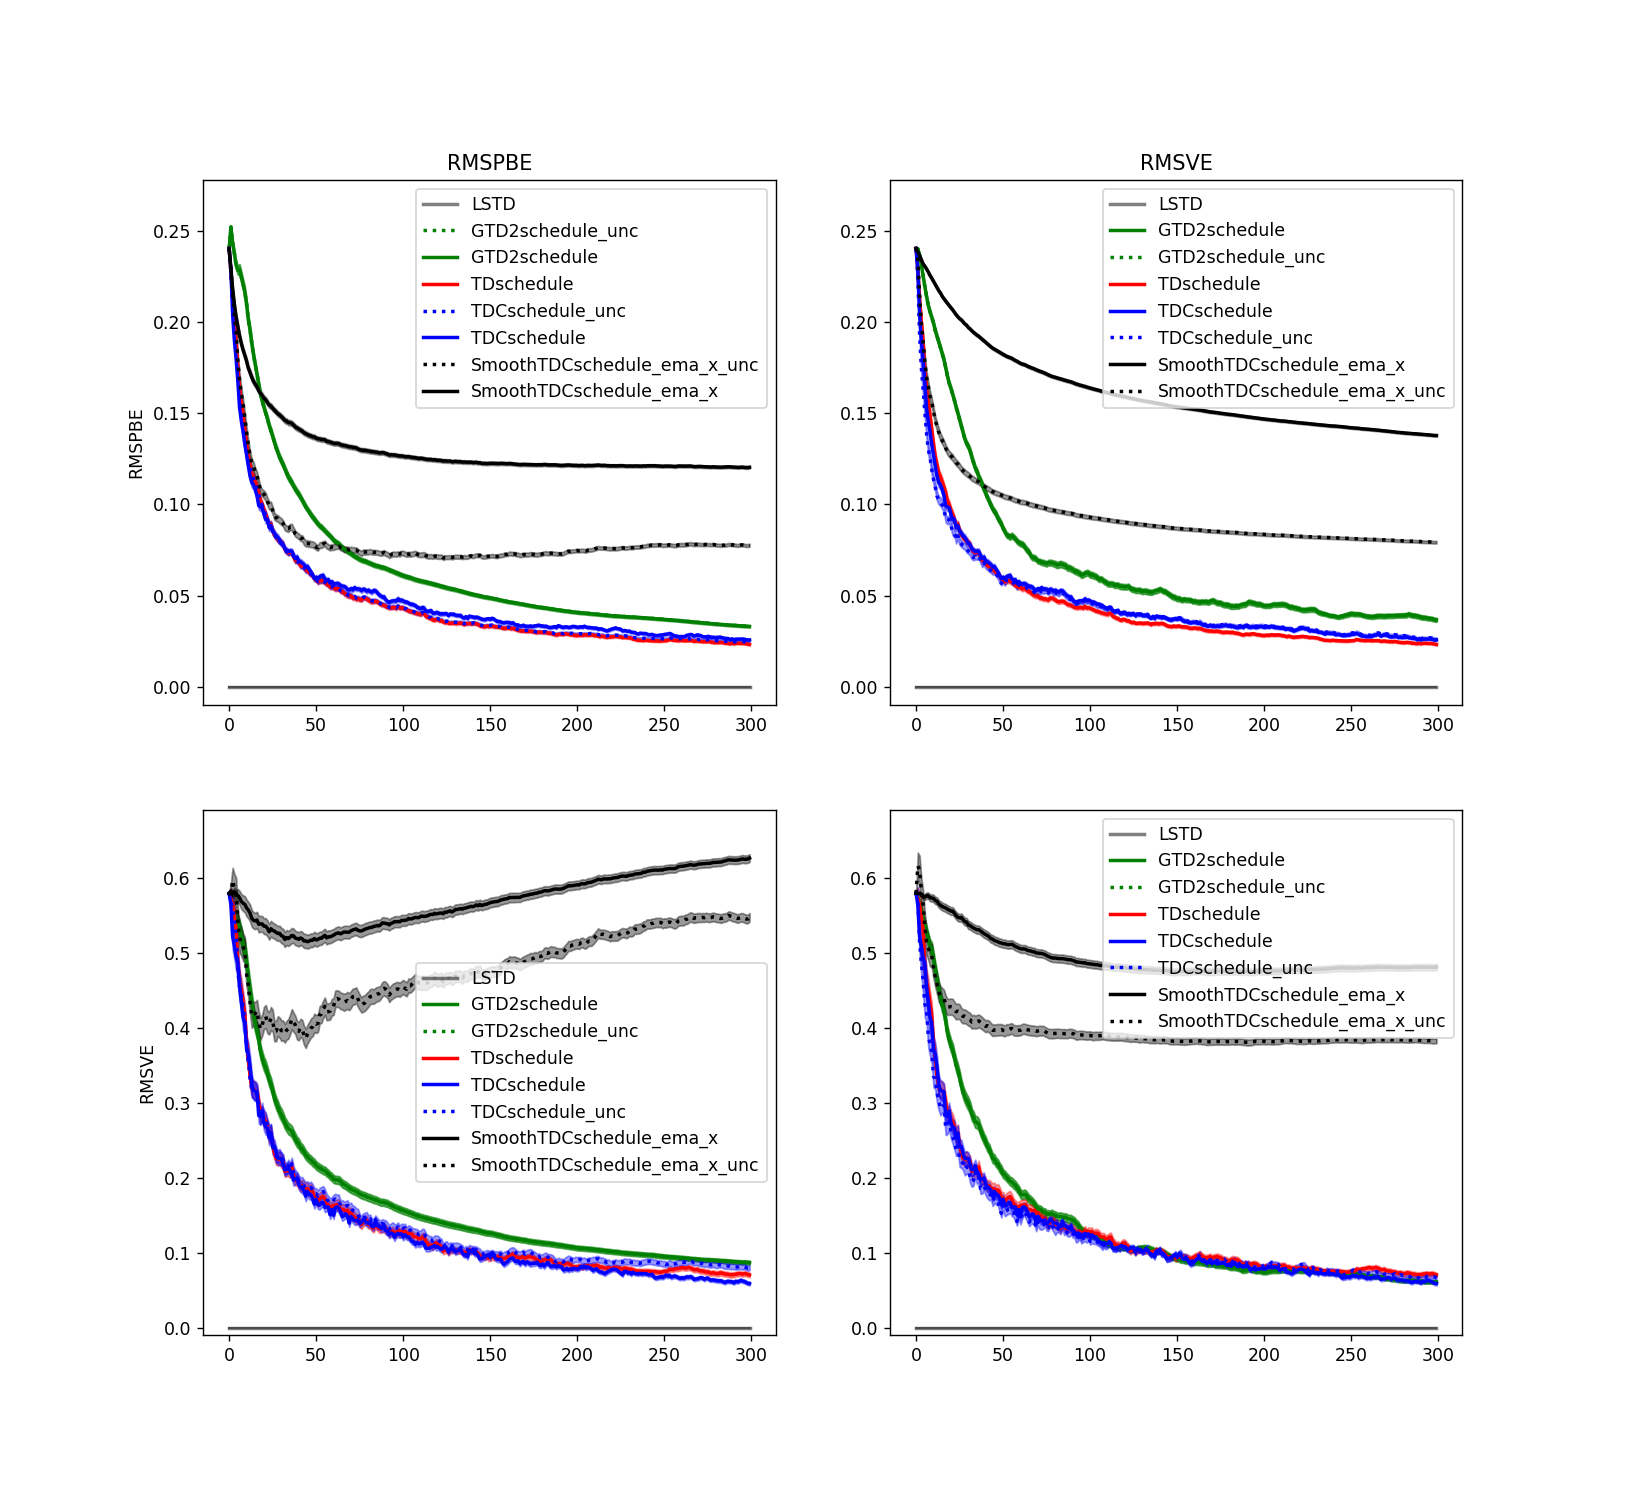 RMSPBE
RMSPBE
0.25
0.20
0.15
0.10
0.05
0.00
LSTD
GTD2schedule_unc
GTD2schedule
TDschedule
TDCschedule_unc
TDCschedule
SmoothTDCschedule_ema_x_unc
SmoothTDCschedule_ema_x
0 50 100 150 200 250 300
RMSVE
0.25
0.20
0.15
0.10
0.05
0.00
LSTD
GTD2schedule
GTD2schedule_unc
TDschedule
TDCschedule
TDCschedule_unc
SmoothTDCschedule_ema_x
SmoothTDCschedule_ema_x_unc
0 50 100 150 200 250 300
RMSVE
0.6
0.5
0.4
0.3
0.2
0.1
0.0
LSTD
GTD2schedule
GTD2schedule_unc
TDschedule
TDCschedule
TDCschedule_unc
SmoothTDCschedule_ema_x
SmoothTDCschedule_ema_x_unc
0 50 100 150 200 250 300
0.6
0.5
0.4
0.3
0.2
0.1
0.0
LSTD
GTD2schedule
GTD2schedule_unc
TDschedule
TDCschedule
TDCschedule_unc
SmoothTDCschedule_ema_x
SmoothTDCschedule_ema_x_unc
0 50 100 150 200 250 300